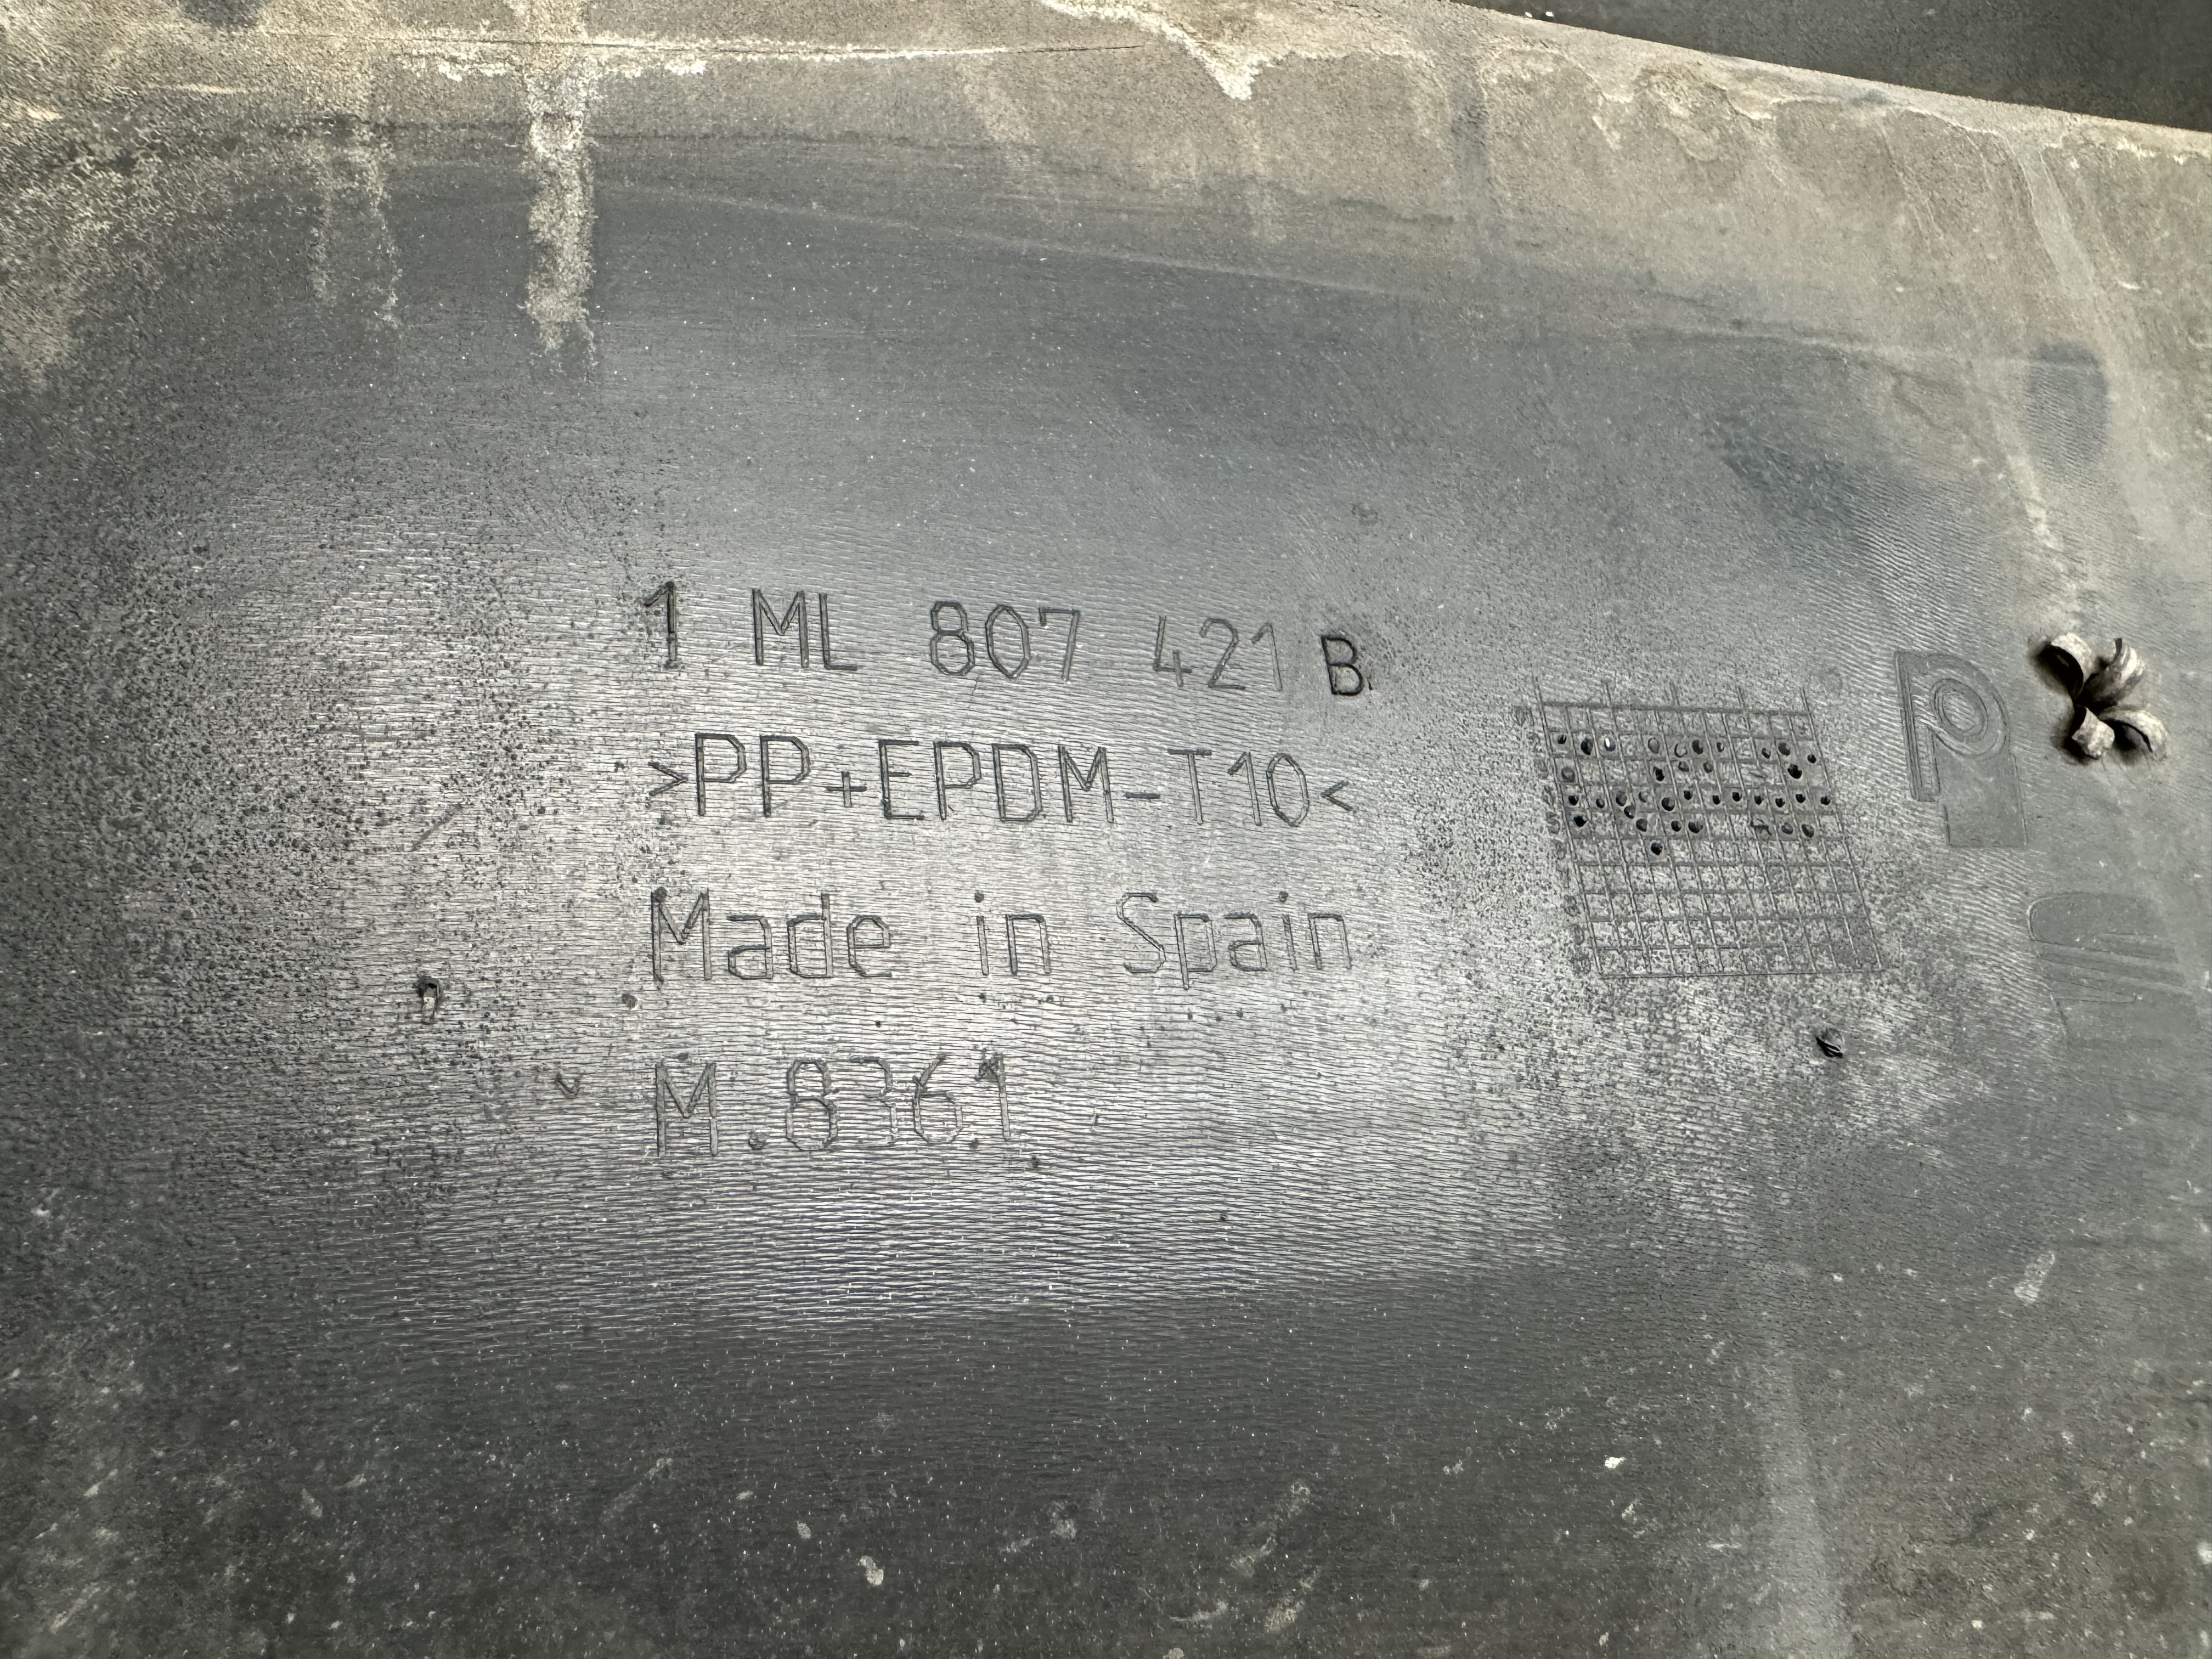 1 ML 807 421 B
>PP+EPDM-T10<
Made in Spain
M.8361